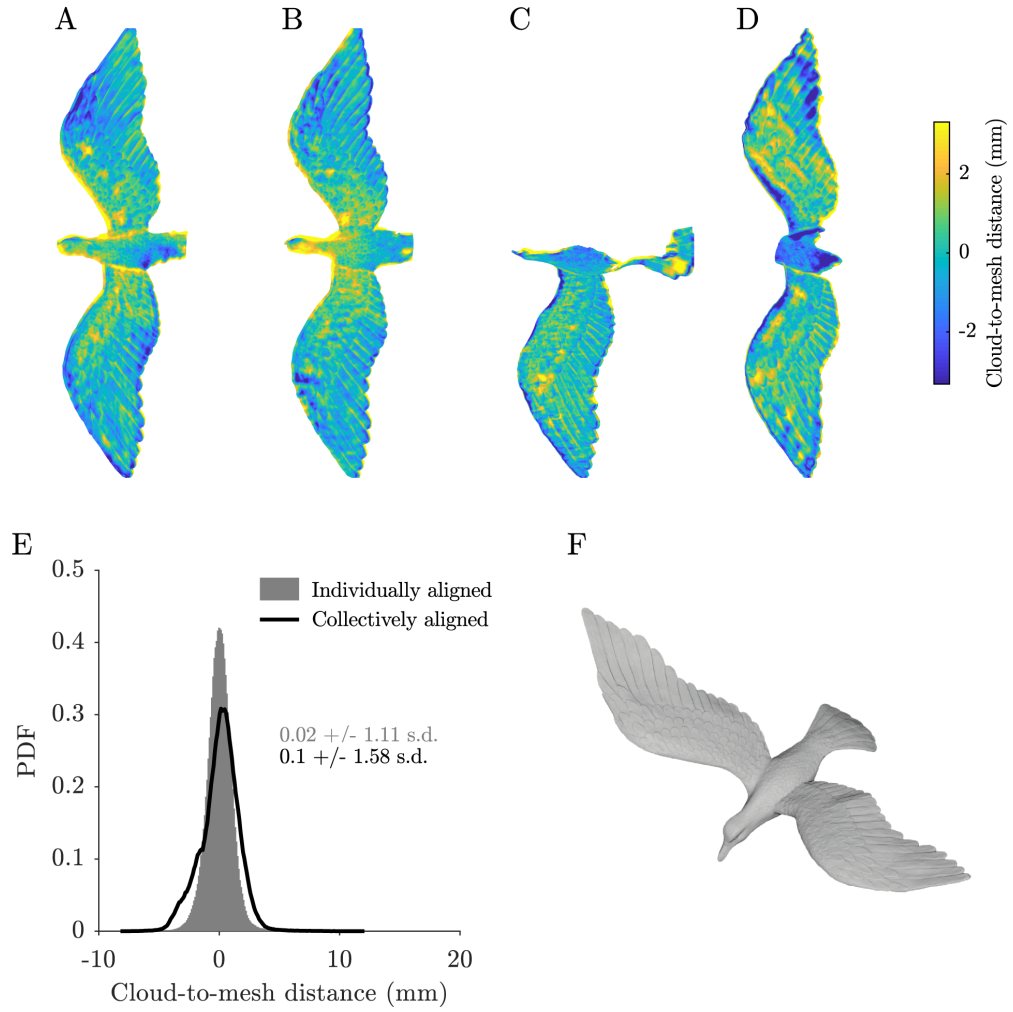 A
B
C
D
2
0
-2
Cloud-to-mesh distance (mm)
E
F
0.5
0.4
0.3
0.2
0.1
0
PDF
Individually aligned
Collectively aligned
0.02 +/- 1.11 s.d.
0.1 +/- 1.58 s.d.
-10
0
10
20
Cloud-to-mesh distance (mm)